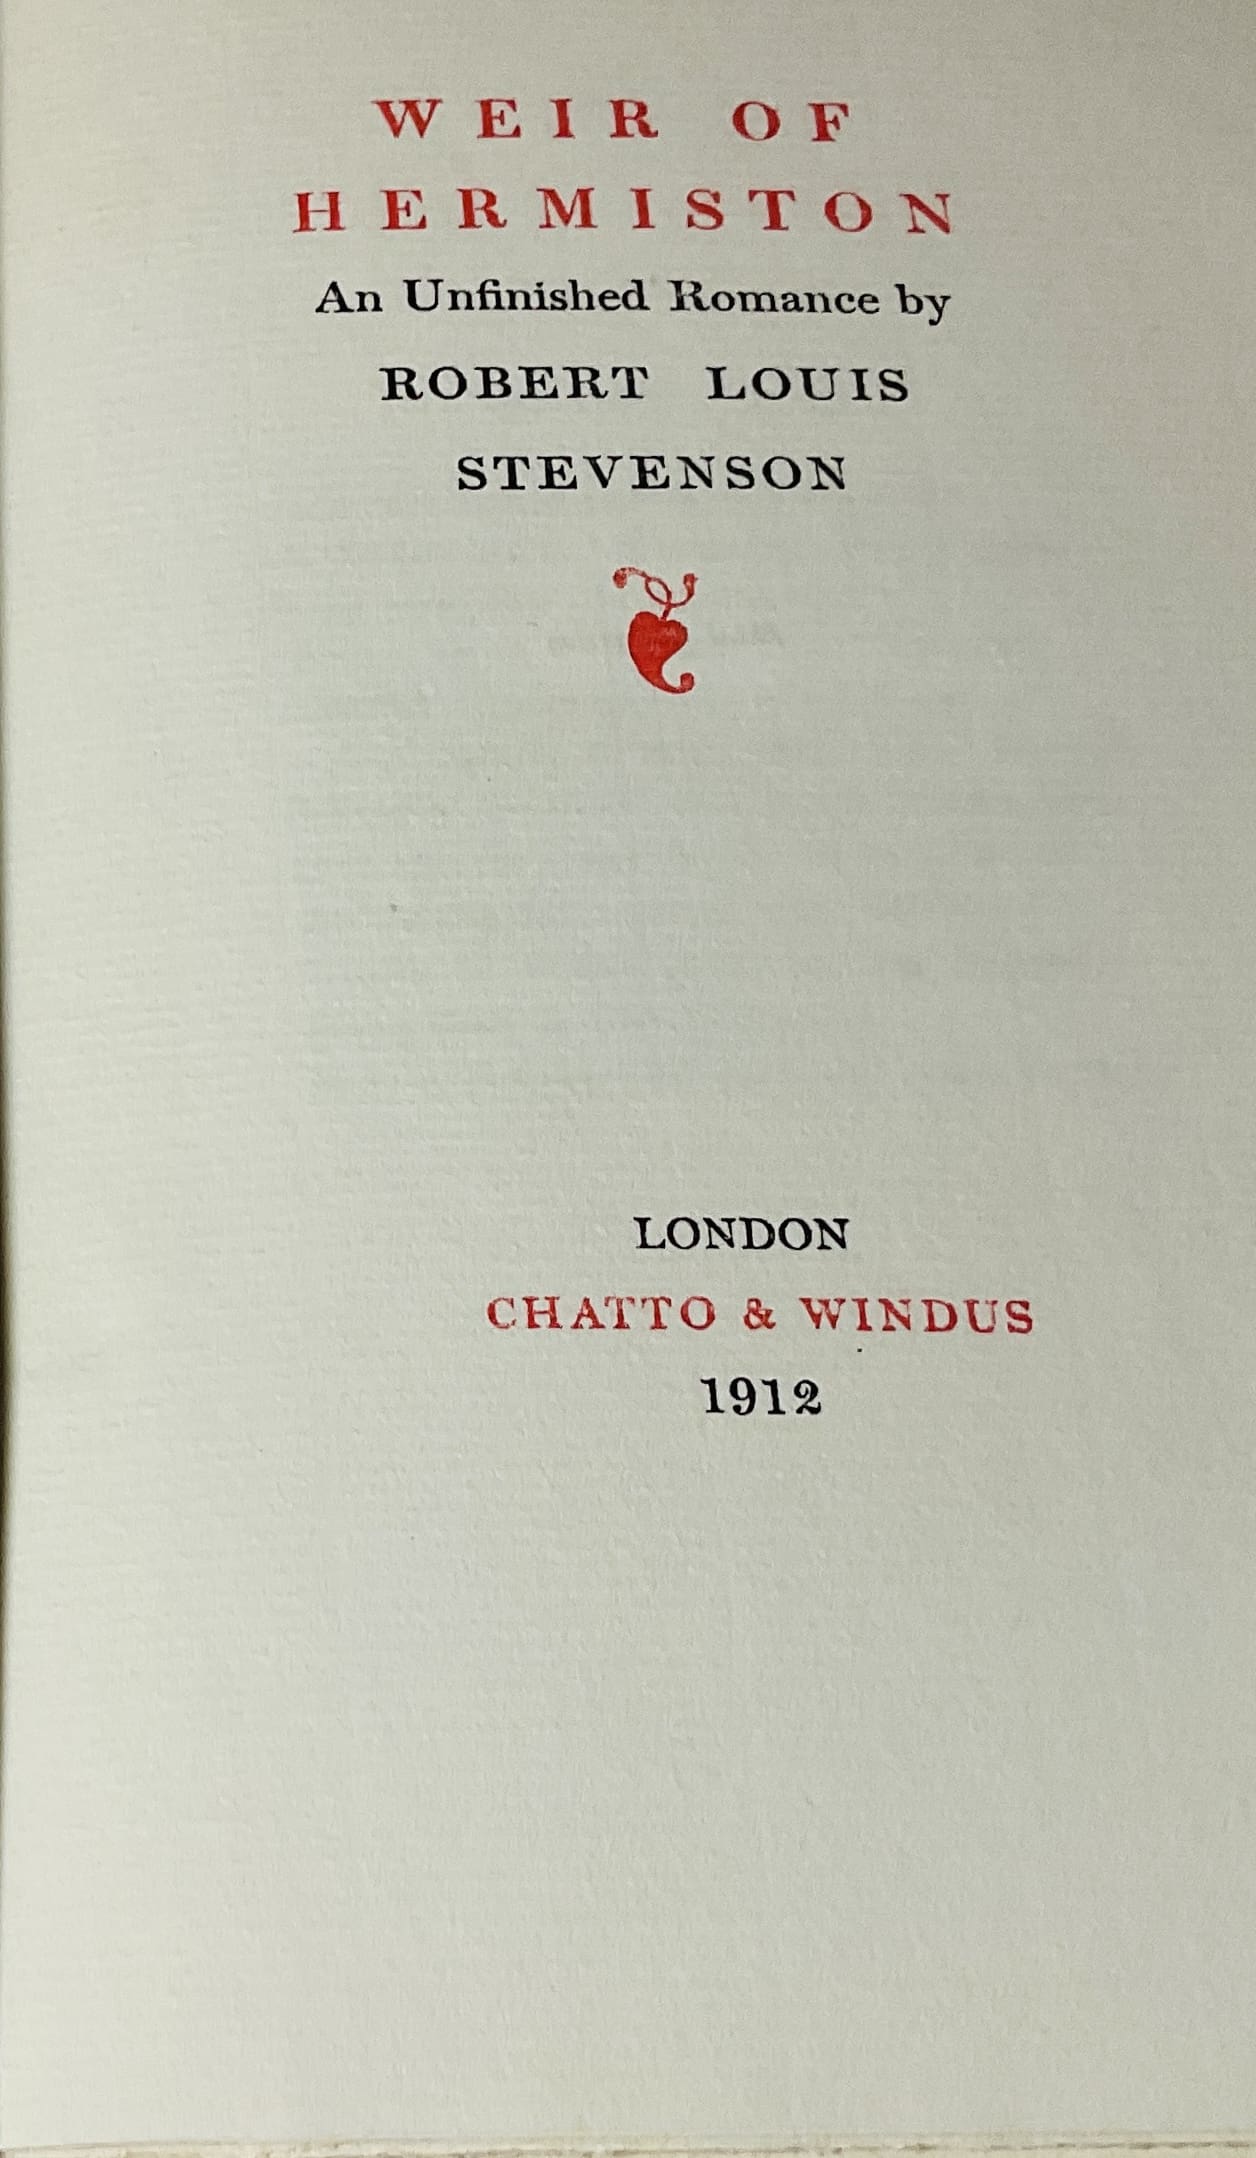 WEIR OF
HERMISTON
An Unfinished Romance by
ROBERT LOUIS
STEVENSON
LONDON
CHATTO & WINDUS
1912